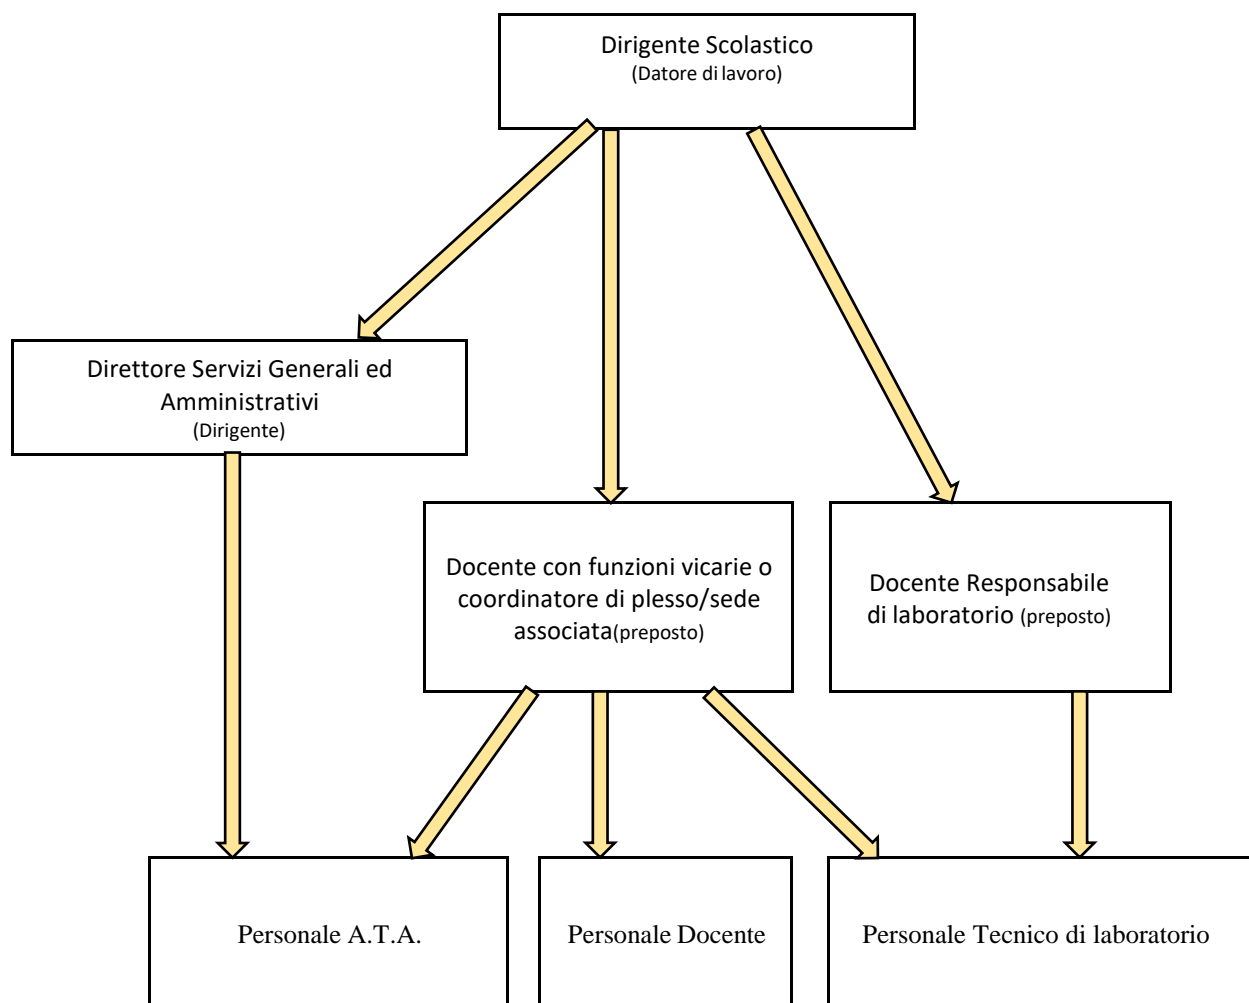 Dirigente Scolastico
(Datore di lavoro)
Direttore Servizi Generali ed
Amministrativi
(Dirigente)
Docente con funzioni vicarie o
coordinatore di plesso/sede
associata(preposto)
Docente Responsabile
di laboratorio (preposto)
Personale A.T.A.
Personale Docente
Personale Tecnico di laboratorio